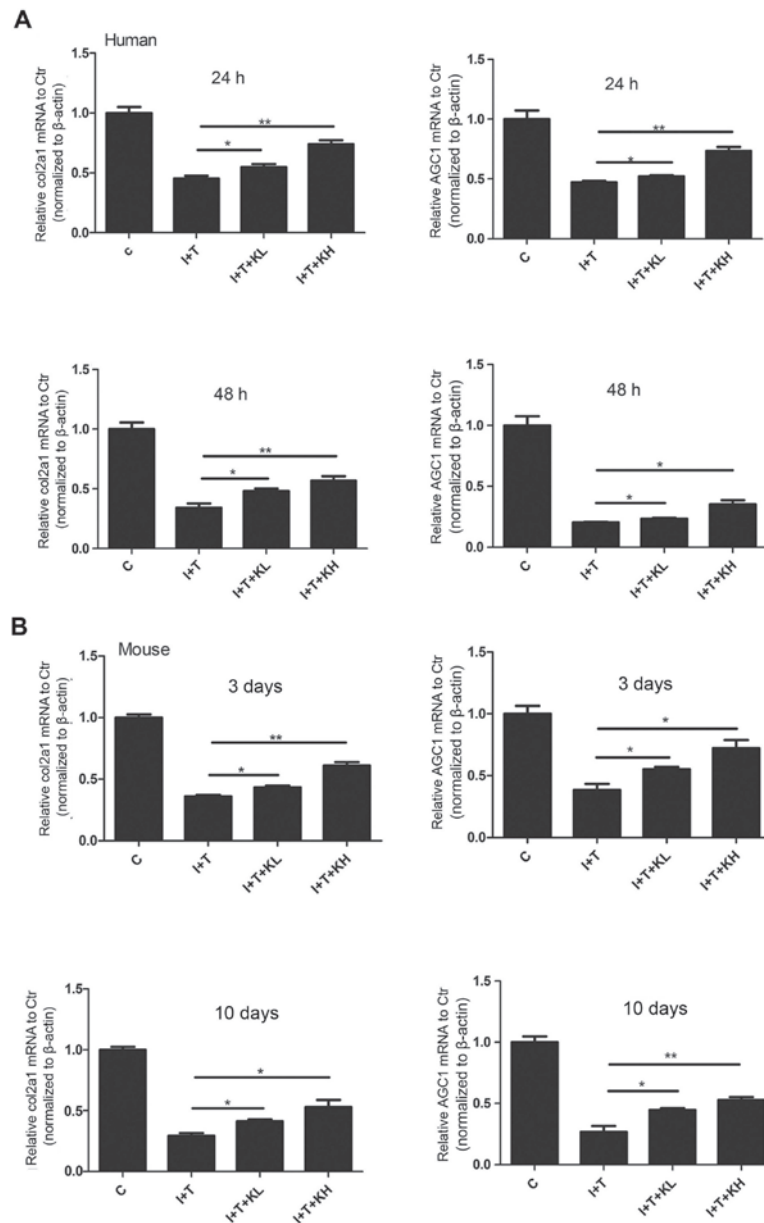 A
Human
Relative col2a1 mRNA to Ctr
(normalized to β-actin)
1.5
1.0
0.5
0.0
24 h
**
*
c
I+T
I+T+KL
I+T+KH
Relative AGC1 mRNA to Ctr
(normalized to β-actin)
1.5
1.0
0.5
0.0
24 h
**
*
C
I+T
I+T+KL
I+T+KH
Relative col2a1 mRNA to Ctr
(normalized to β-actin)
1.5
1.0
0.5
0.0
48 h
**
*
C
I+T
I+T+KL
I+T+KH
Relative AGC1 mRNA to Ctr
(normalized to β-actin)
1.5
1.0
0.5
0.0
48 h
*
*
C
I+T
I+T+KL
I+T+KH
B
Mouse
Relative col2a1 mRNA to Ctr
(normalized to β-actin)
1.5
1.0
0.5
0.0
3 days
**
*
C
I+T
I+T+KL
I+T+KH
Relative AGC1 mRNA to Ctr
(normalized to β-actin)
1.5
1.0
0.5
0.0
3 days
*
*
C
I+T
I+T+KL
I+T+KH
Relative col2a1 mRNA to Ctr
(normalized to β-actin)
1.5
1.0
0.5
0.0
10 days
*
*
C
I+T
I+T+KL
I+T+KH
Relative AGC1 mRNA to Ctr
(normalized to β-actin)
1.5
1.0
0.5
0.0
10 days
**
*
C
I+T
I+T+KL
I+T+KH